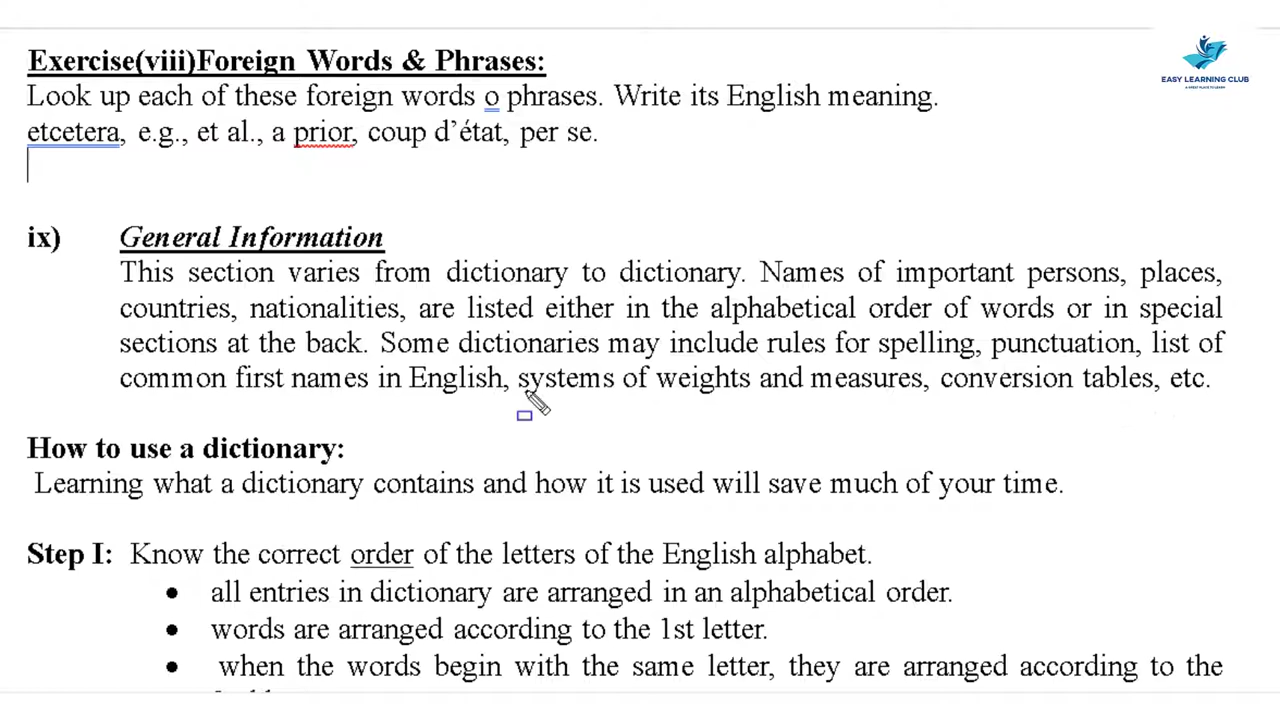 EASY LEARNING CLUB
A GREAT PLACE TO LEARN
Exercise(viii)Foreign Words & Phrases:
Look up each of these foreign words o phrases. Write its English meaning.
etcetera, e.g., et al., a prior, coup d’état, per se.
ix) General Information
This section varies from dictionary to dictionary. Names of important persons, places,
countries, nationalities, are listed either in the alphabetical order of words or in special
sections at the back. Some dictionaries may include rules for spelling, punctuation, list of
common first names in English, systems of weights and measures, conversion tables, etc.
How to use a dictionary:
Learning what a dictionary contains and how it is used will save much of your time.
Step I: Know the correct order of the letters of the English alphabet.
• all entries in dictionary are arranged in an alphabetical order.
• words are arranged according to the 1st letter.
• when the words begin with the same letter, they are arranged according to the